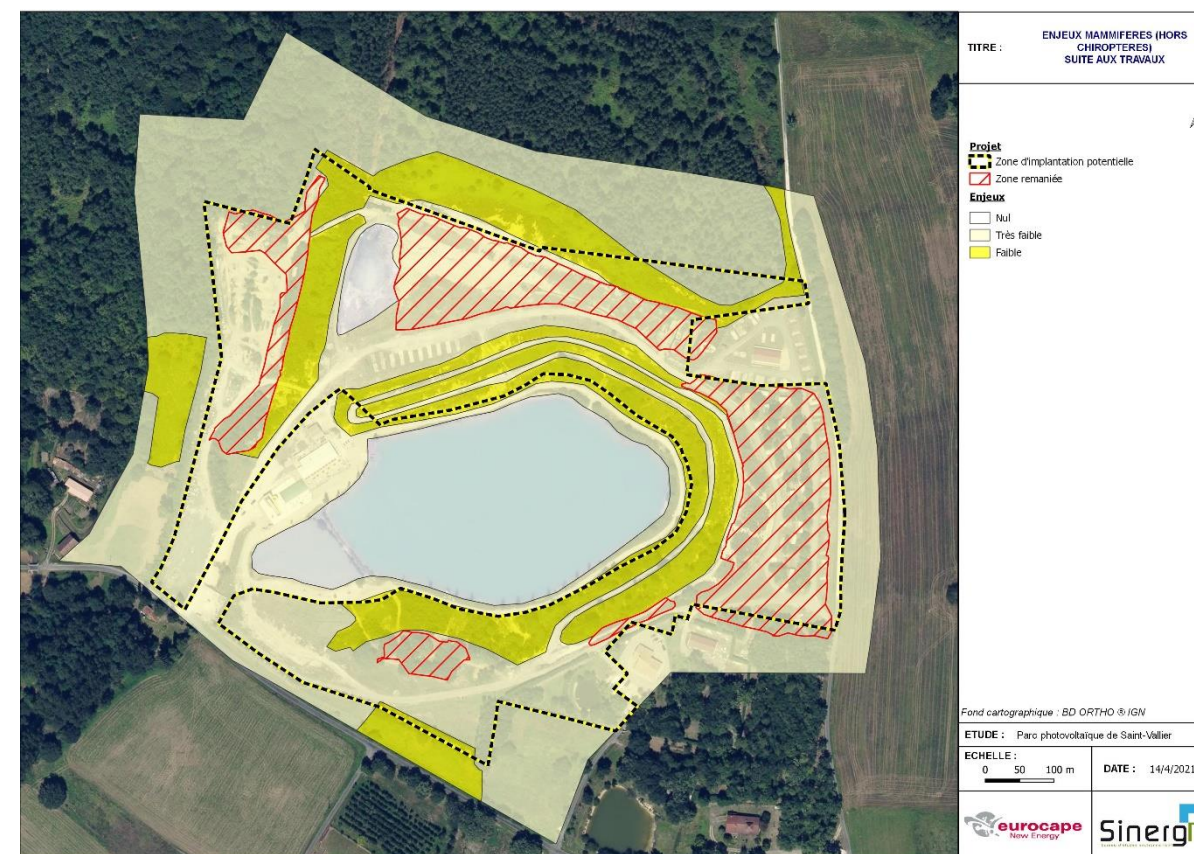 TITRE :
ENJEUX MAMMIFERES (HORS
CHIROPTERES)
SUITE AUX TRAVAUX
Projet
Zone d'implantation potentielle
Zone remaniée
Enjeux
Nul
Très faible
Faible
Fond cartographique : BD ORTHO ® IGN
ETUDE : Parc photovoltaïque de Saint-Vallier
ECHELLE :
0 50 100 m
DATE : 14/4/2021
eurocape
New Energy